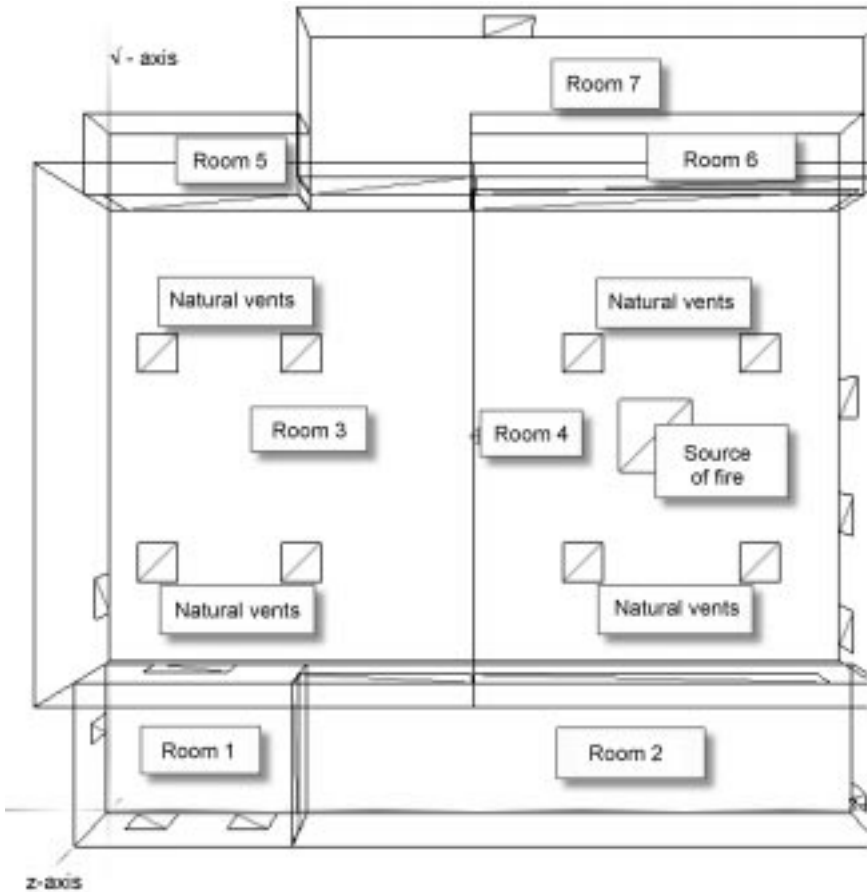 √ - axis
Room 7
Room 5
Room 6
Natural vents
Natural vents
Room 3
Room 4
Source
of fire
Natural vents
Natural vents
Room 1
Room 2
z-axis